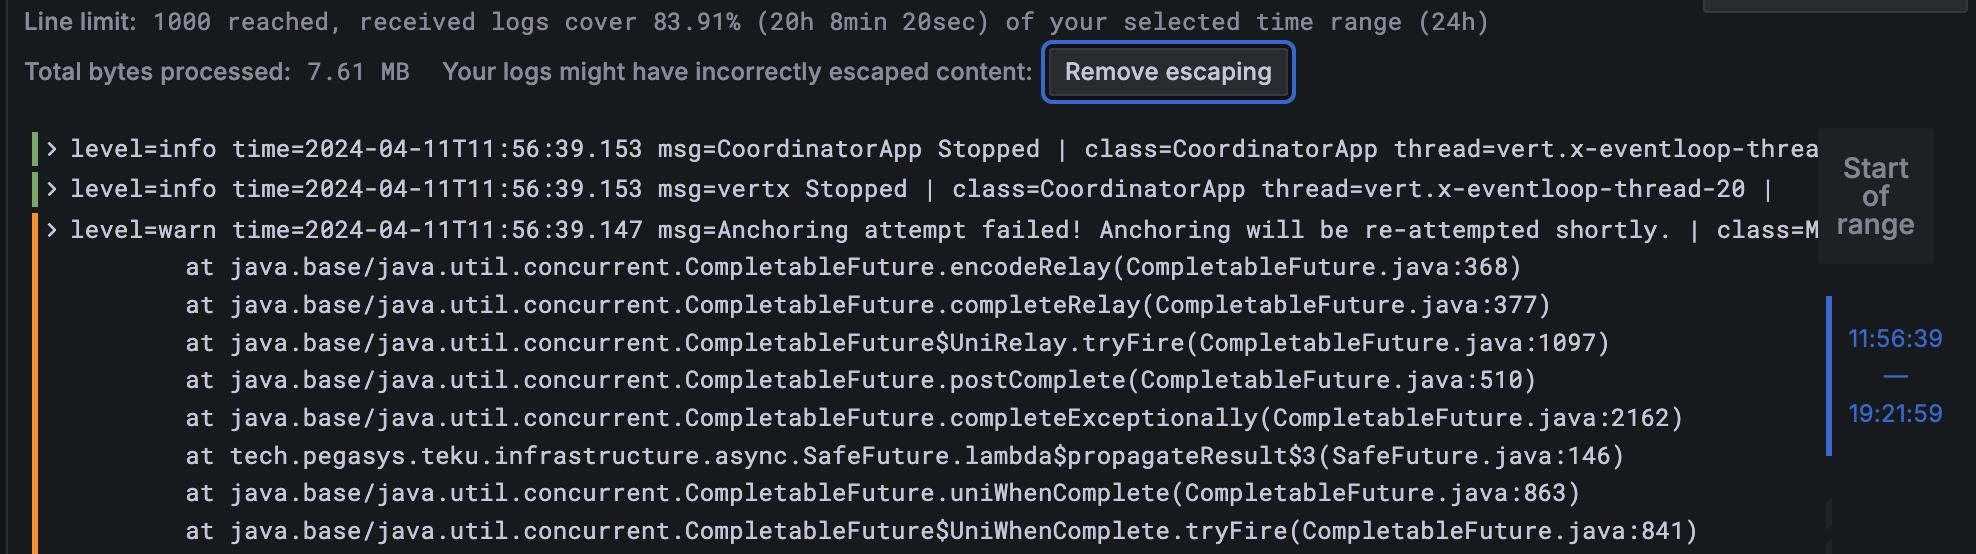 Line limit: 1000 reached, received logs cover 83.91% (20h 8min 20sec) of your selected time range (24h)
Total bytes processed: 7.61 MB Your logs might have incorrectly escaped content: Remove escaping
level=info time=2024-04-11T11:56:39.153 msg=CoordinatorApp Stopped | class=CoordinatorApp thread=vert.x-eventloop-threa
level=info time=2024-04-11T11:56:39.153 msg=vertx Stopped | class=CoordinatorApp thread=vert.x-eventloop-thread-20 |
level=warn time=2024-04-11T11:56:39.147 msg=Anchoring attempt failed! Anchoring will be re-attempted shortly. | class=M
at java.base/java.util.concurrent.CompletableFuture.encodeRelay(CompletableFuture.java:368)
at java.base/java.util.concurrent.CompletableFuture.completeRelay(CompletableFuture.java:377)
at java.base/java.util.concurrent.CompletableFuture$UniRelay.tryFire(CompletableFuture.java:1097)
at java.base/java.util.concurrent.CompletableFuture.postComplete(CompletableFuture.java:510)
at java.base/java.util.concurrent.CompletableFuture.completeExceptionally(CompletableFuture.java:2162)
at tech.pegasys.teku.infrastructure.async.SafeFuture.lambda$propagateResult$3(SafeFuture.java:146)
at java.base/java.util.concurrent.CompletableFuture.uniWhenComplete(CompletableFuture.java:863)
at java.base/java.util.concurrent.CompletableFuture$UniWhenComplete.tryFire(CompletableFuture.java:841)
Start
of
range
11:56:39
—
19:21:59